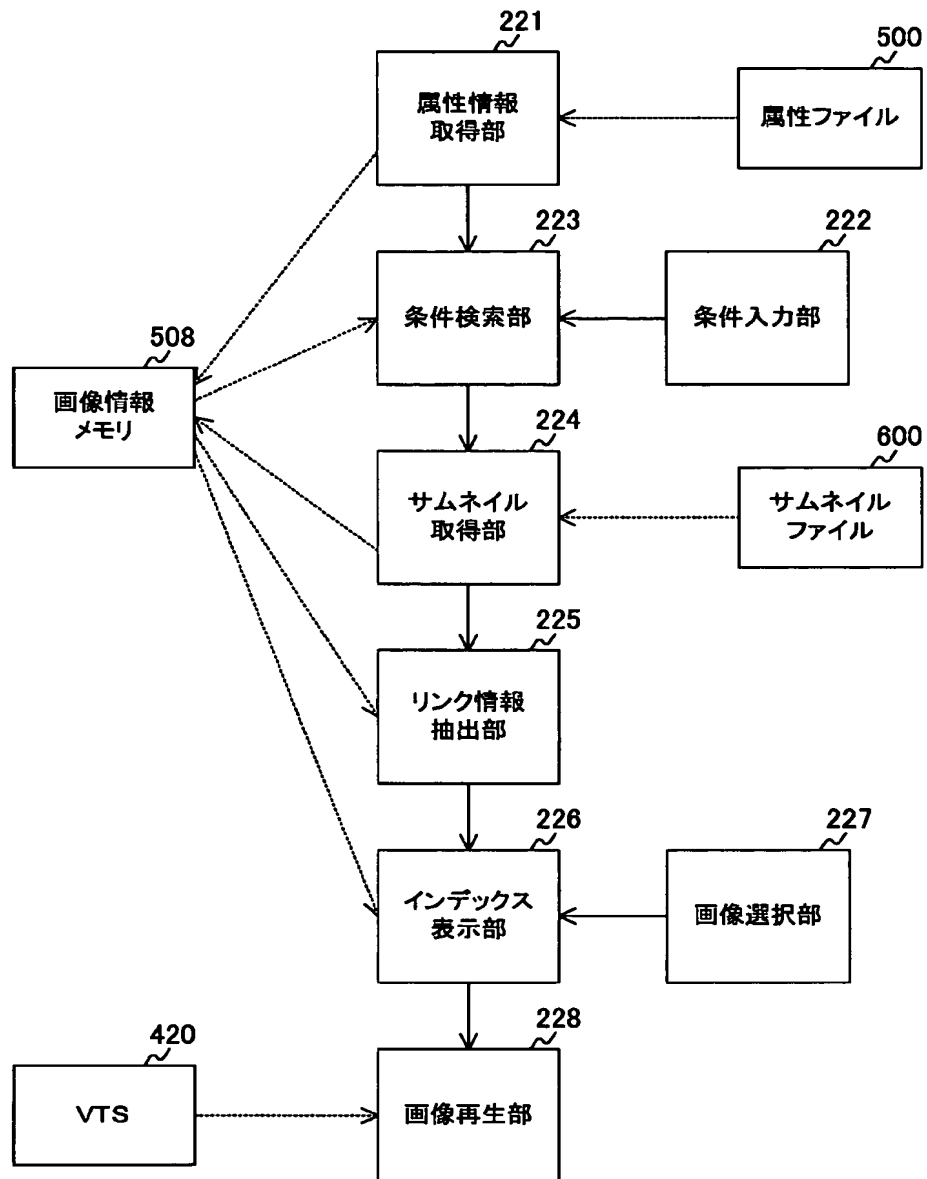 221
属性情報
取得部
500
属性ファイル
223
条件検索部
222
条件入力部
508
画像情報
メモリ
224
サムネイル
取得部
600
サムネイル
ファイル
225
リンク情報
抽出部
226
インデックス
表示部
227
画像選択部
420
VTS
228
画像再生部